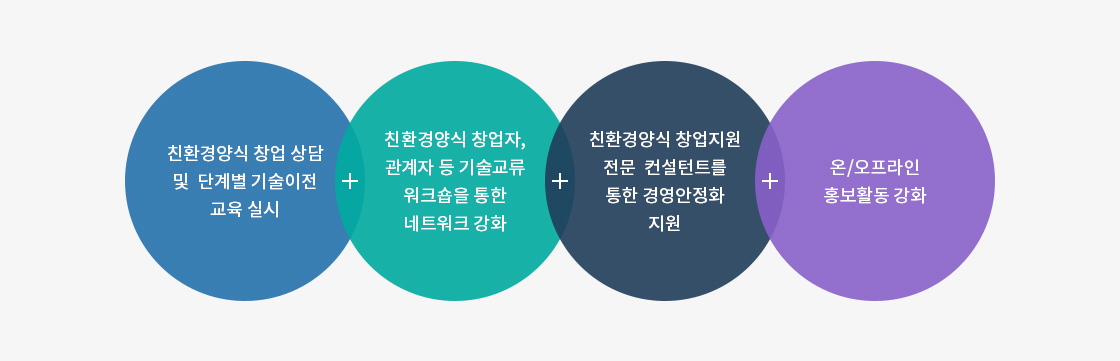 친환경양식 창업 상담
및 단계별 기술이전
교육 실시
+
친환경양식 창업자,
관계자 등 기술교류
워크숍을 통한
네트워크 강화
+
친환경양식 창업지원
전문 컨설턴트를
통한 경영안정화
지원
+
온/오프라인
홍보활동 강화